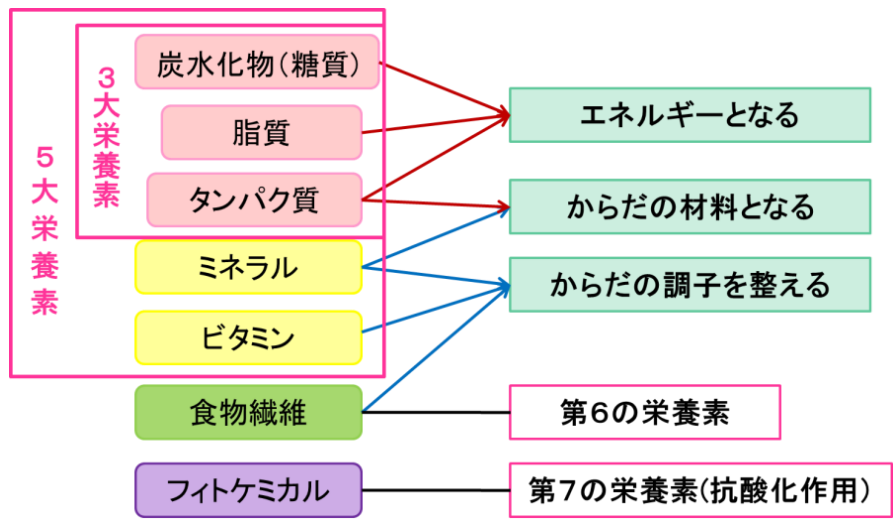 5大栄養素
3大栄養素
炭水化物（糖質）
脂質
タンパク質
ミネラル
ビタミン
食物繊維
フィトケミカル
エネルギーとなる
からだの材料となる
からだの調子を整える
第６の栄養素
第７の栄養素(抗酸化作用）